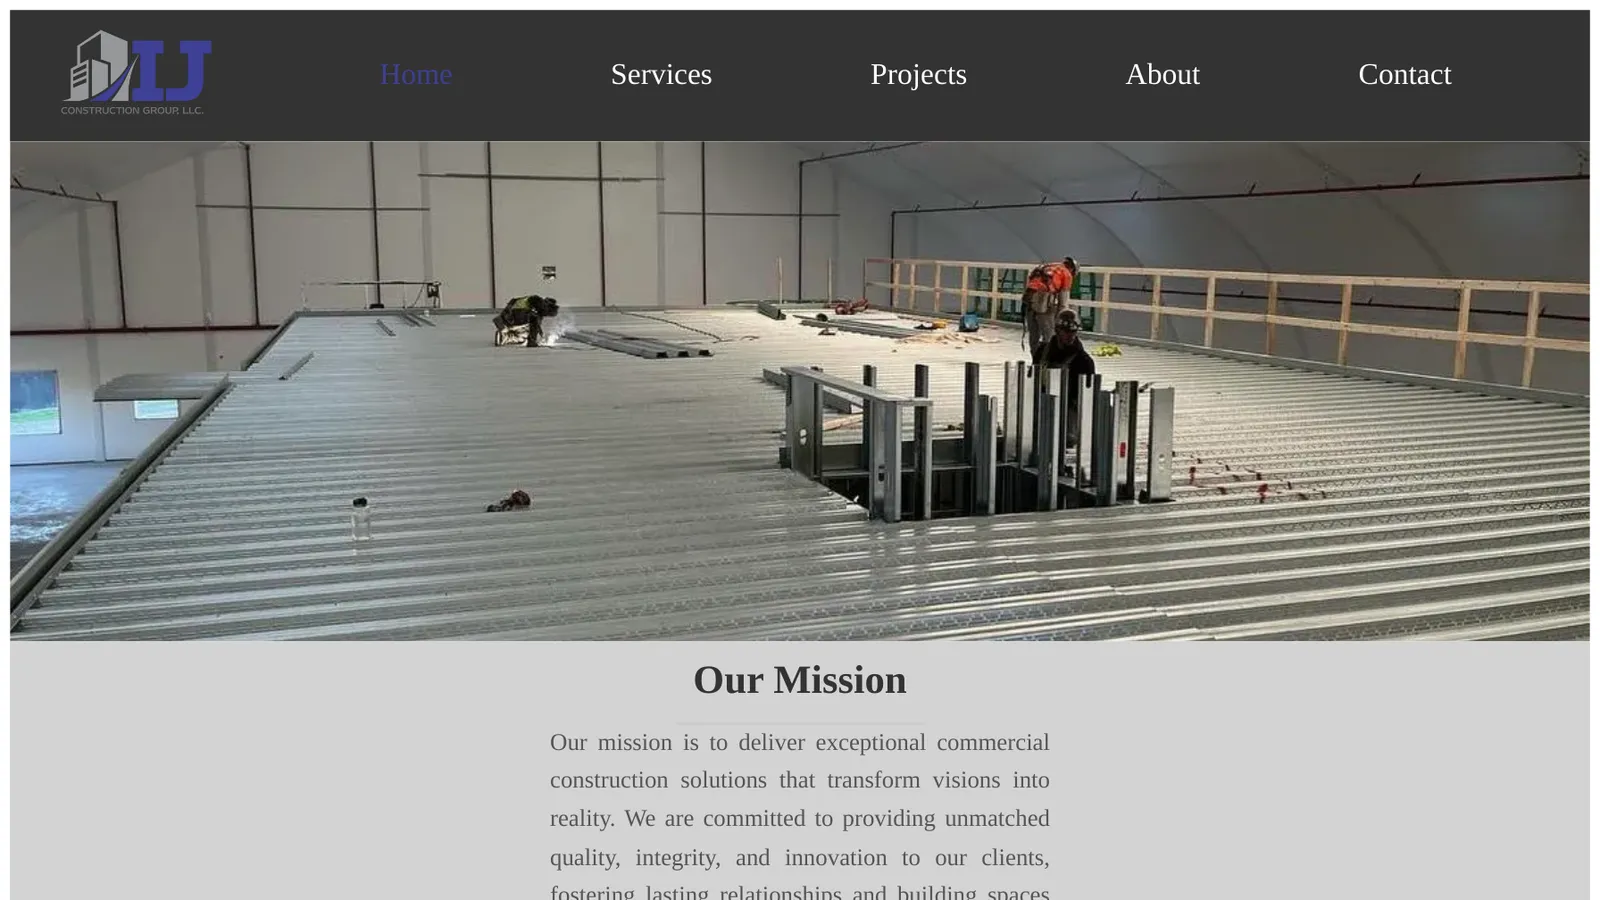 IJ
CONSTRUCTION GROUP, LLC.
Home
Services
Projects
About
Contact
Our Mission
Our mission is to deliver exceptional commercial
construction solutions that transform visions into
reality. We are committed to providing unmatched
quality, integrity, and innovation to our clients,
fostering lasting relationships and building spaces